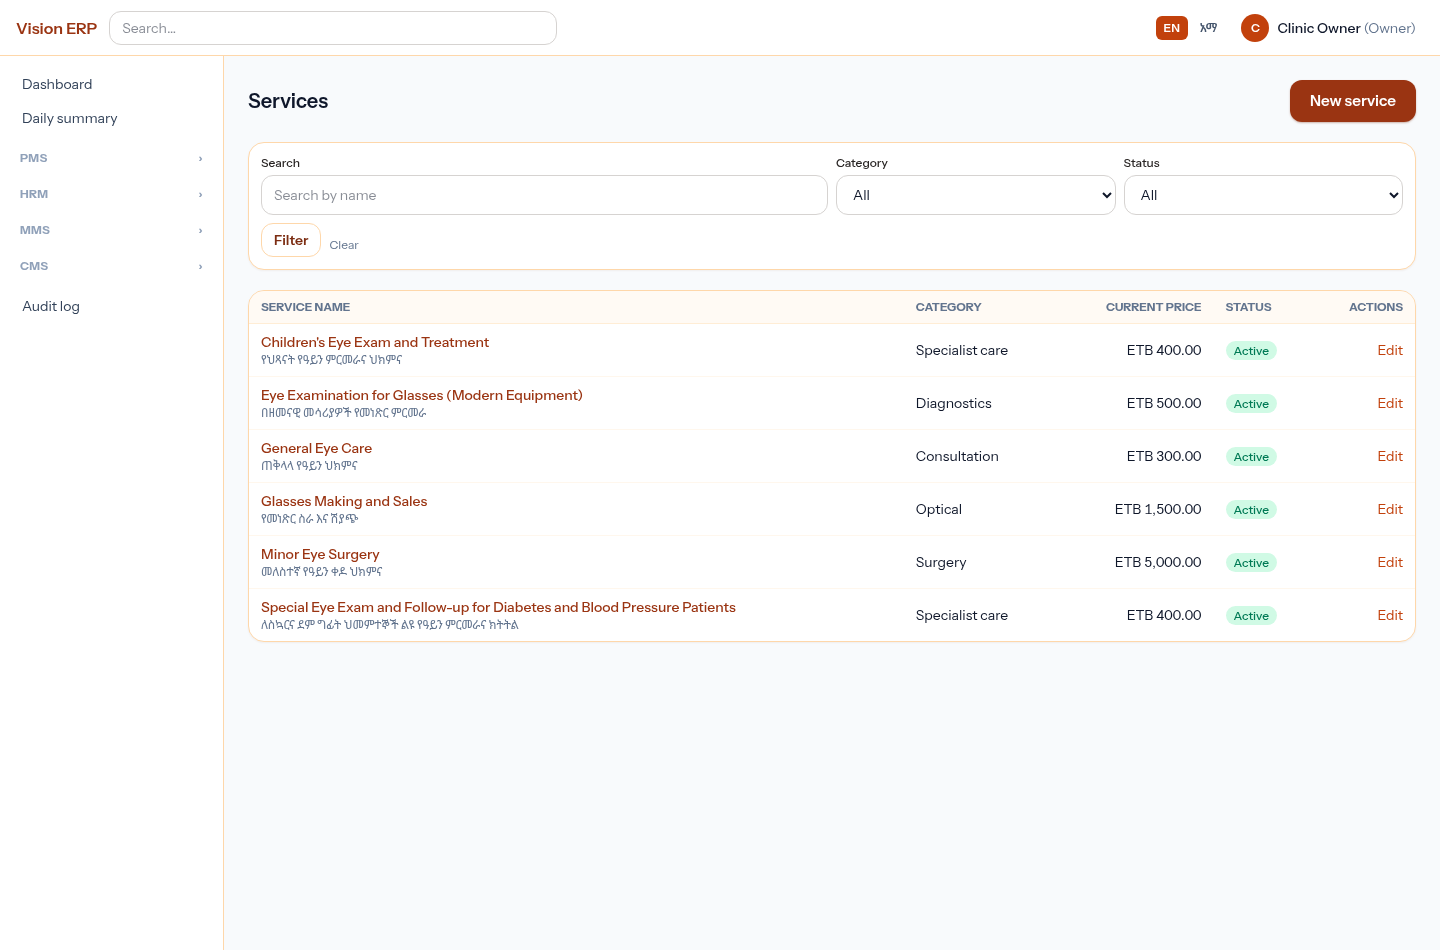 Vision ERP
Search...
EN
አማ
C
Clinic Owner (Owner)
Dashboard
Daily summary
PMS
HRM
MMS
CMS
Audit log
Services
New service
Search
Category
Status
Search by name
All
All
Filter
Clear
SERVICE NAME CATEGORY CURRENT PRICE STATUS ACTIONS
Children's Eye Exam and Treatment
የህጻናት የዓይን ምርመራና ህክምና
Specialist care ETB 400.00 Active Edit
Eye Examination for Glasses (Modern Equipment)
በዘመናዊ መሳሪያዎች የመነጽር ምርመራ
Diagnostics ETB 500.00 Active Edit
General Eye Care
ጠቅላላ የዓይን ህክምና
Consultation ETB 300.00 Active Edit
Glasses Making and Sales
የመነጽር ስራ እና ሽያጭ
Optical ETB 1,500.00 Active Edit
Minor Eye Surgery
መለስተኛ የዓይን ቀዶ ህክምና
Surgery ETB 5,000.00 Active Edit
Special Eye Exam and Follow-up for Diabetes and Blood Pressure Patients
ለስኳርና ደም ግፊት ህመምተኞች ልዩ የዓይን ምርመራና ክትትል
Specialist care ETB 400.00 Active Edit